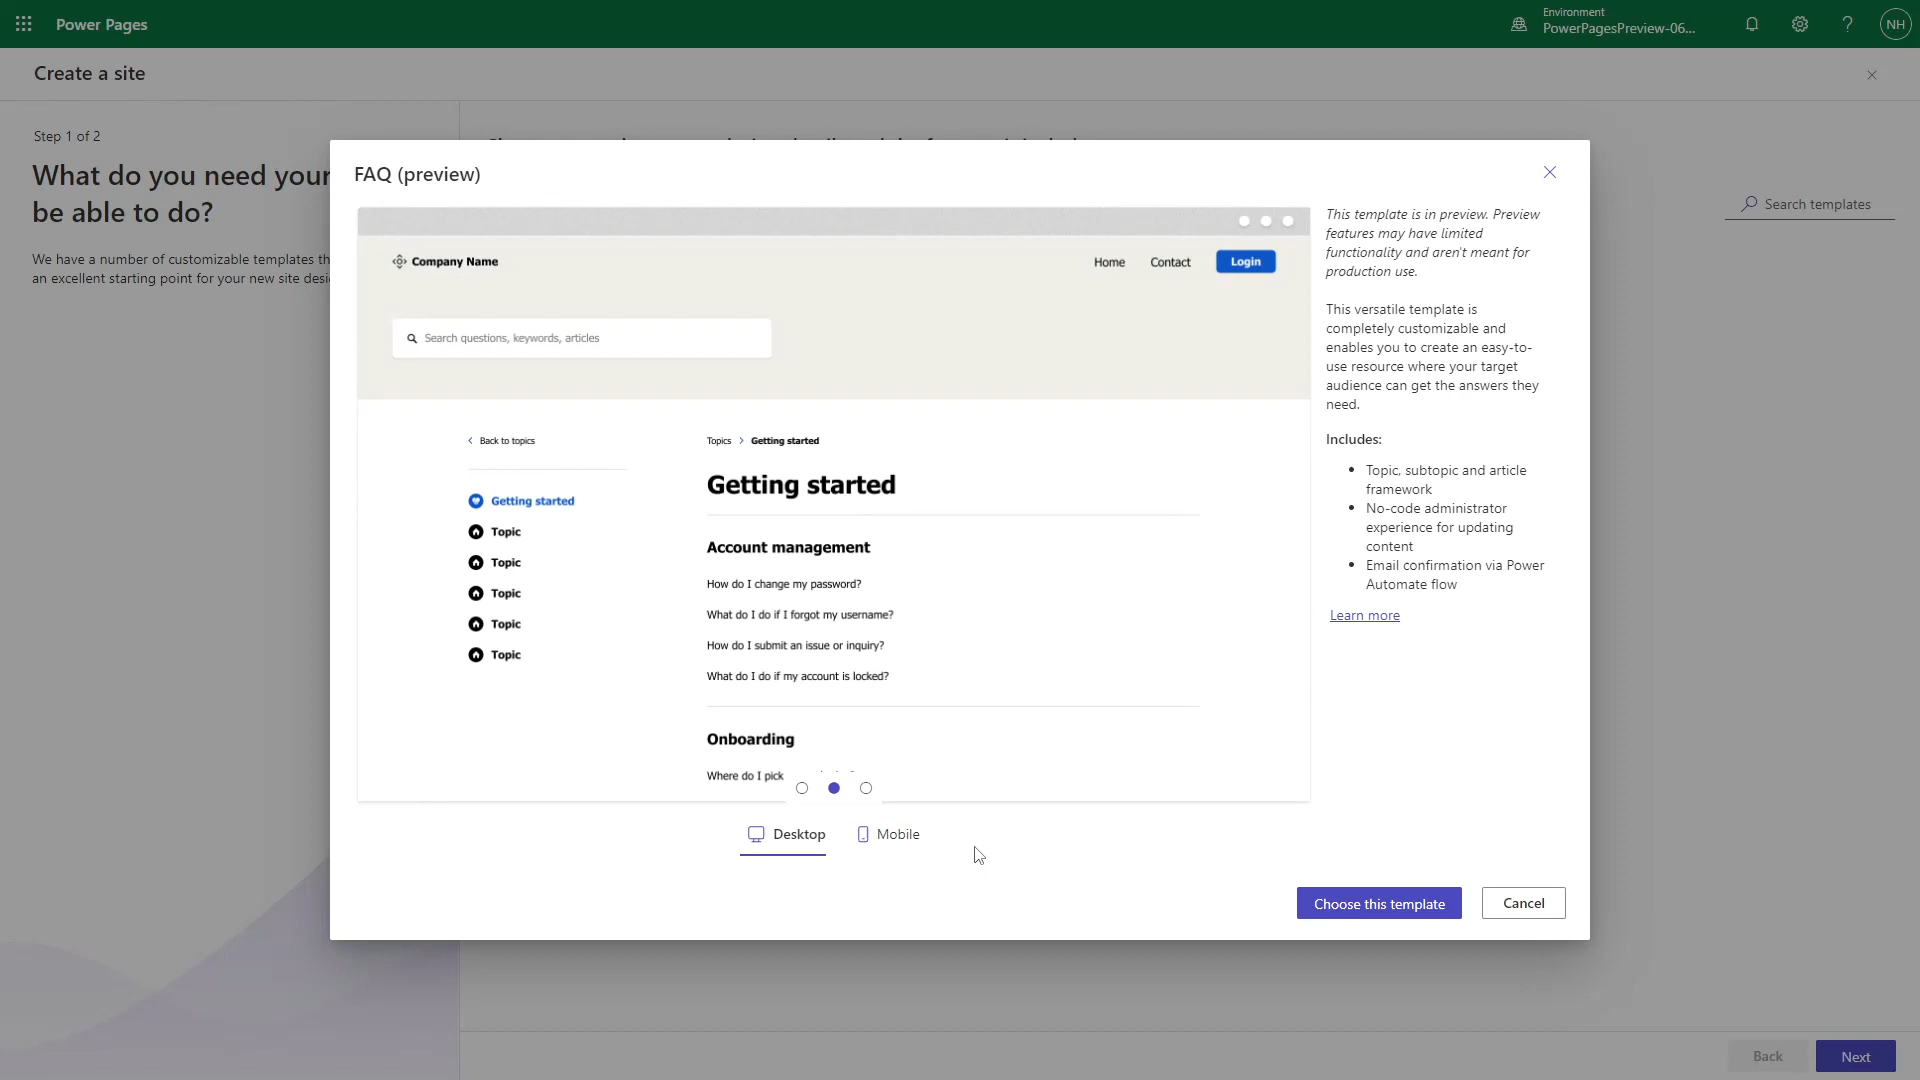 Power Pages
Environment
PowerPagesPreview-06...
NH
Create a site
Step 1 of 2
What do you need your
be able to do?
We have a number of customizable templates th
an excellent starting point for your new site desi
Search templates
FAQ (preview)
Company Name
Home
Contact
Login
Search questions, keywords, articles
Back to topics
Getting started
Topic
Topic
Topic
Topic
Topic
Topics > Getting started
Getting started
Account management
How do I change my password?
What do I do if I forgot my username?
How do I submit an issue or inquiry?
What do I do if my account is locked?
Onboarding
Where do I pick
This template is in preview. Preview
features may have limited
functionality and aren't meant for
production use.
This versatile template is
completely customizable and
enables you to create an easy-to-
use resource where your target
audience can get the answers they
need.
Includes:
• Topic, subtopic and article
framework
• No-code administrator
experience for updating
content
• Email confirmation via Power
Automate flow
Learn more
Desktop
Mobile
Choose this template
Cancel
Back
Next